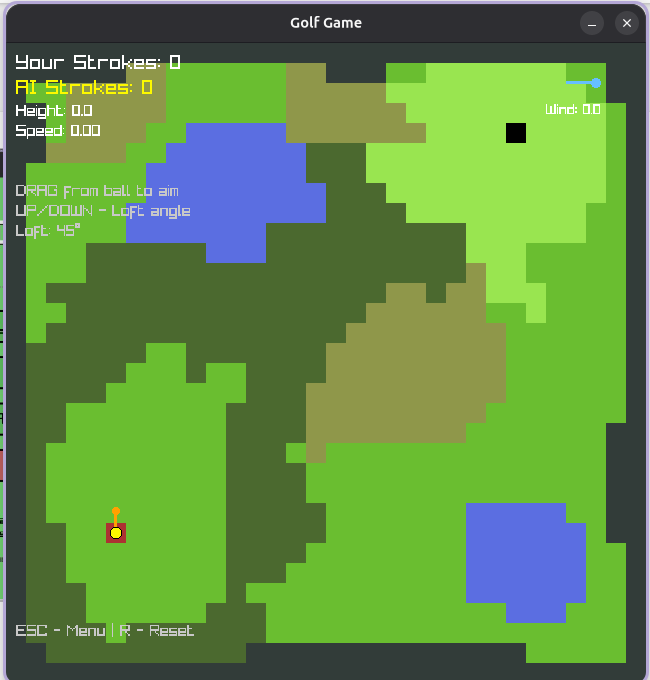 Golf Game
Your Strokes: 0
AI Strokes: 0
Height: 0.0
Wind: 0.0
Speed: 0.00
DRAG from ball to aim
UP/DOWN - Loft angle
Loft: 45°
ESC - Menu | R - Reset